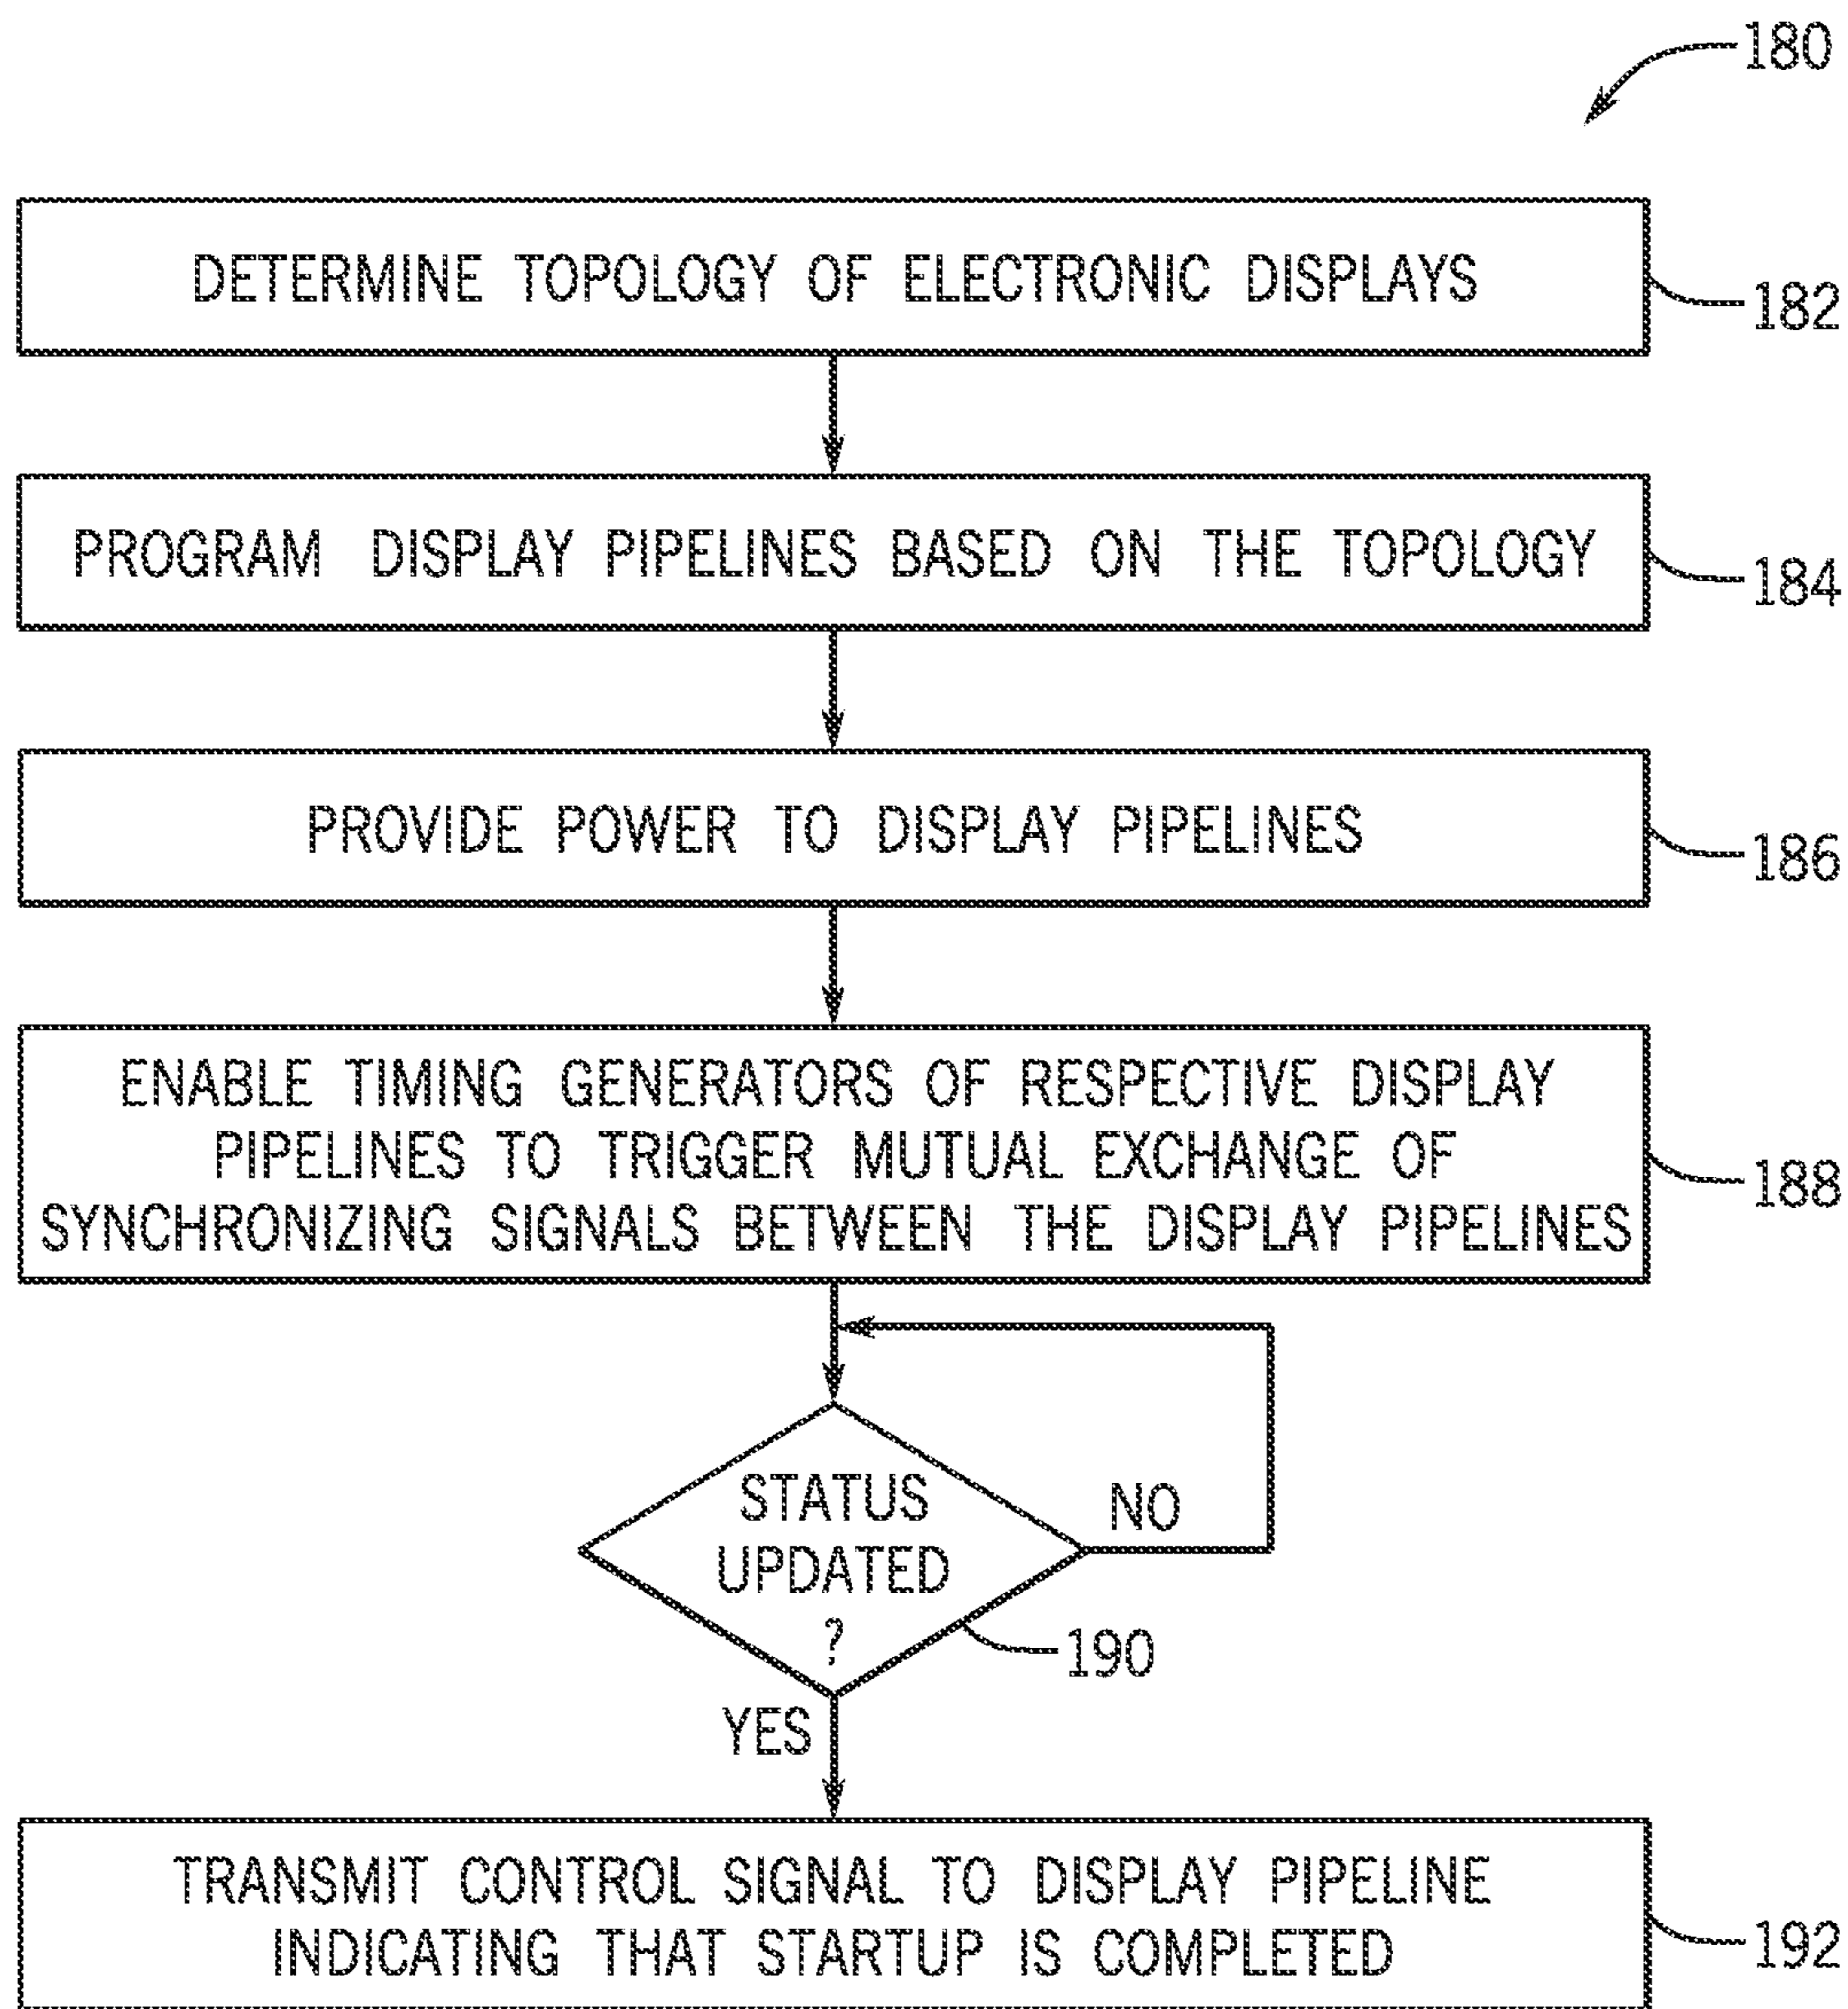 180
DETERMINE TOPOLOGY OF ELECTRONIC DISPLAYS
182
PROGRAM DISPLAY PIPELINES BASED ON THE TOPOLOGY
184
PROVIDE POWER TO DISPLAY PIPELINES
186
ENABLE TIMING GENERATORS OF RESPECTIVE DISPLAY
PIPELINES TO TRIGGER MUTUAL EXCHANGE OF
SYNCHRONIZING SIGNALS BETWEEN THE DISPLAY PIPELINES
188
STATUS
UPDATED
?
NO
190
YES
TRANSMIT CONTROL SIGNAL TO DISPLAY PIPELINE
INDICATING THAT STARTUP IS COMPLETED
192